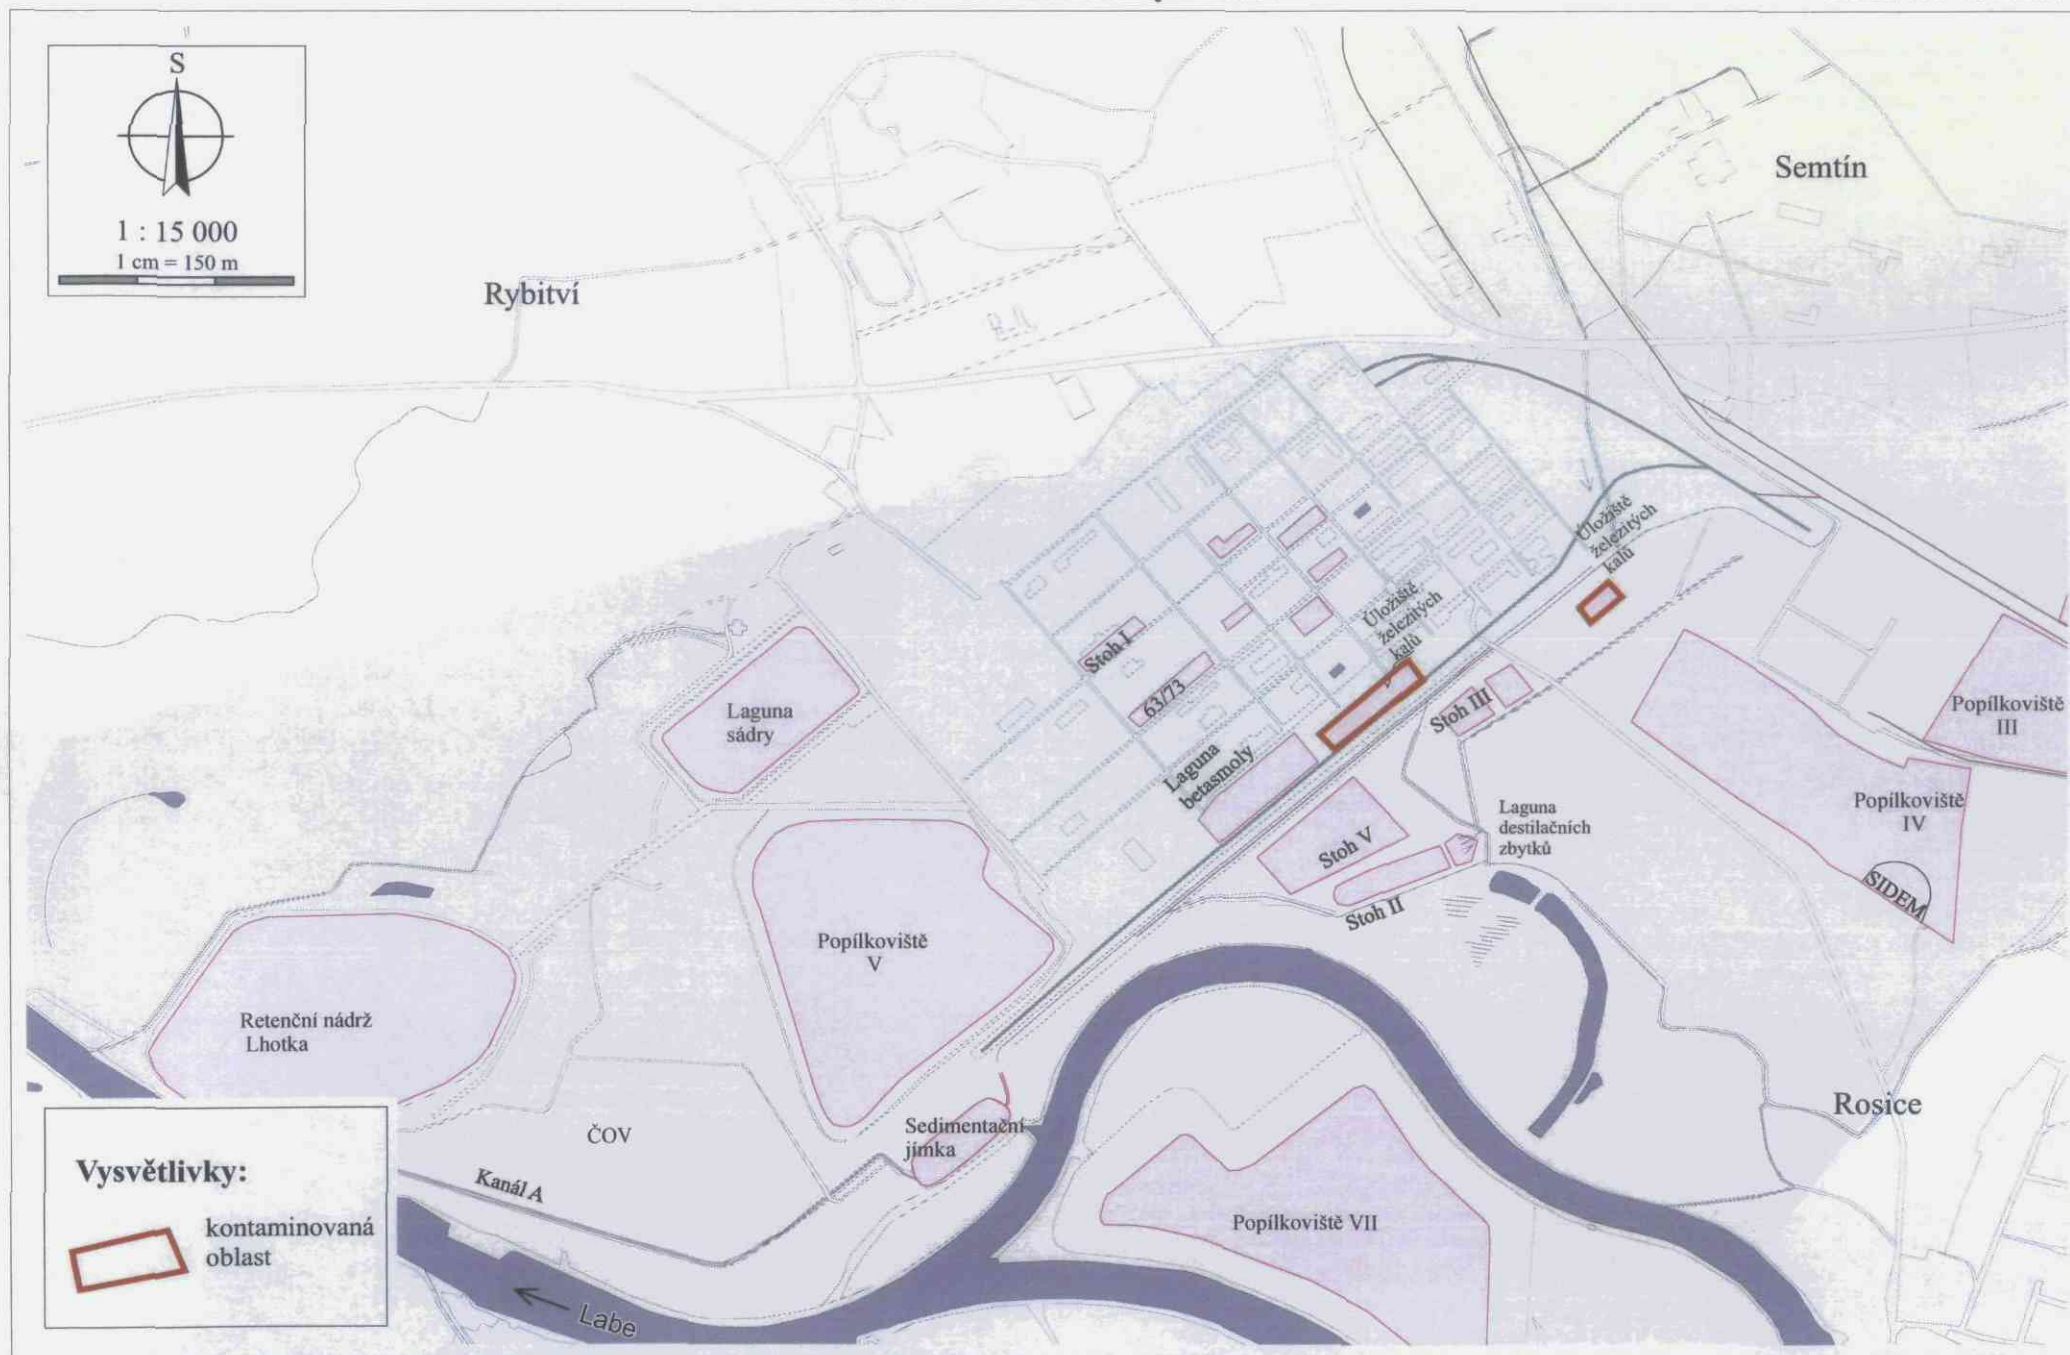 S
1 : 15 000
1 cm = 150 m
Semtín
Rybitví
Úložiště
železitých
kalů
Úložiště
železitých
kalů
Stoh I
63/73
Stoh III
Laguna
sádry
Popílkoviště
III
Laguna
betasmoly
Popílkoviště
IV
Laguna
destilačních
zbytků
Stoh V
SIDEM
Stoh II
Popílkoviště
V
Retenční nádrž
Lhotka
Rosice
Sedimentační
jímka
ČOV
Kanál A
Popílkoviště VII
Labe
Vysvětlivky:
kontaminovaná
oblast